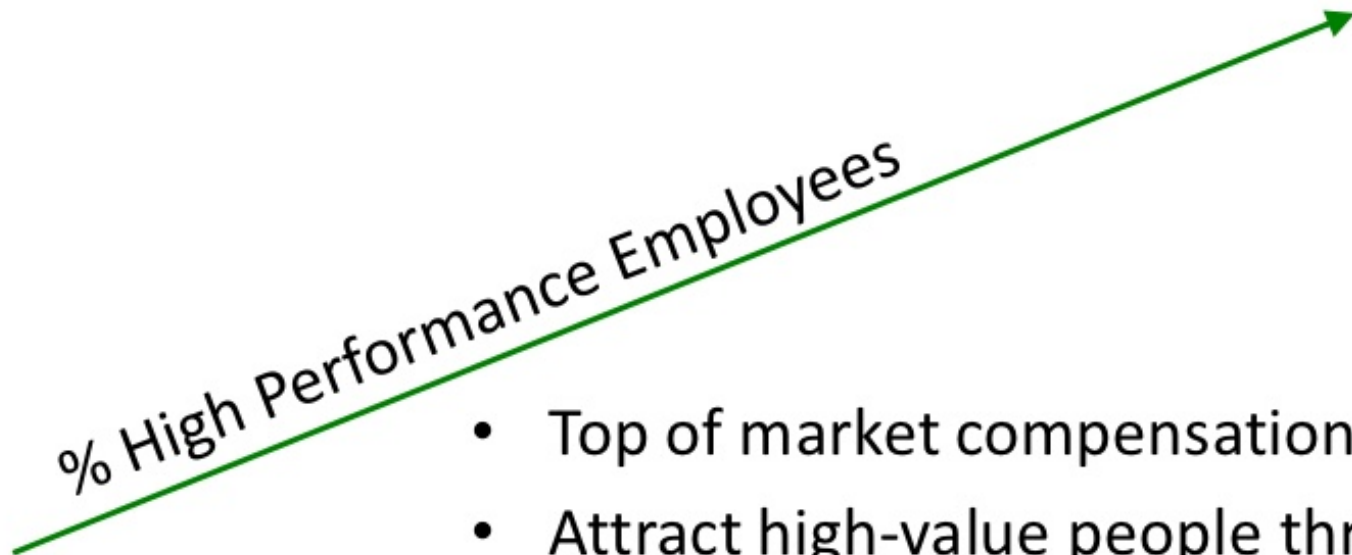 % High Performance Employees
• Top of market compensation
• Attract high-value people